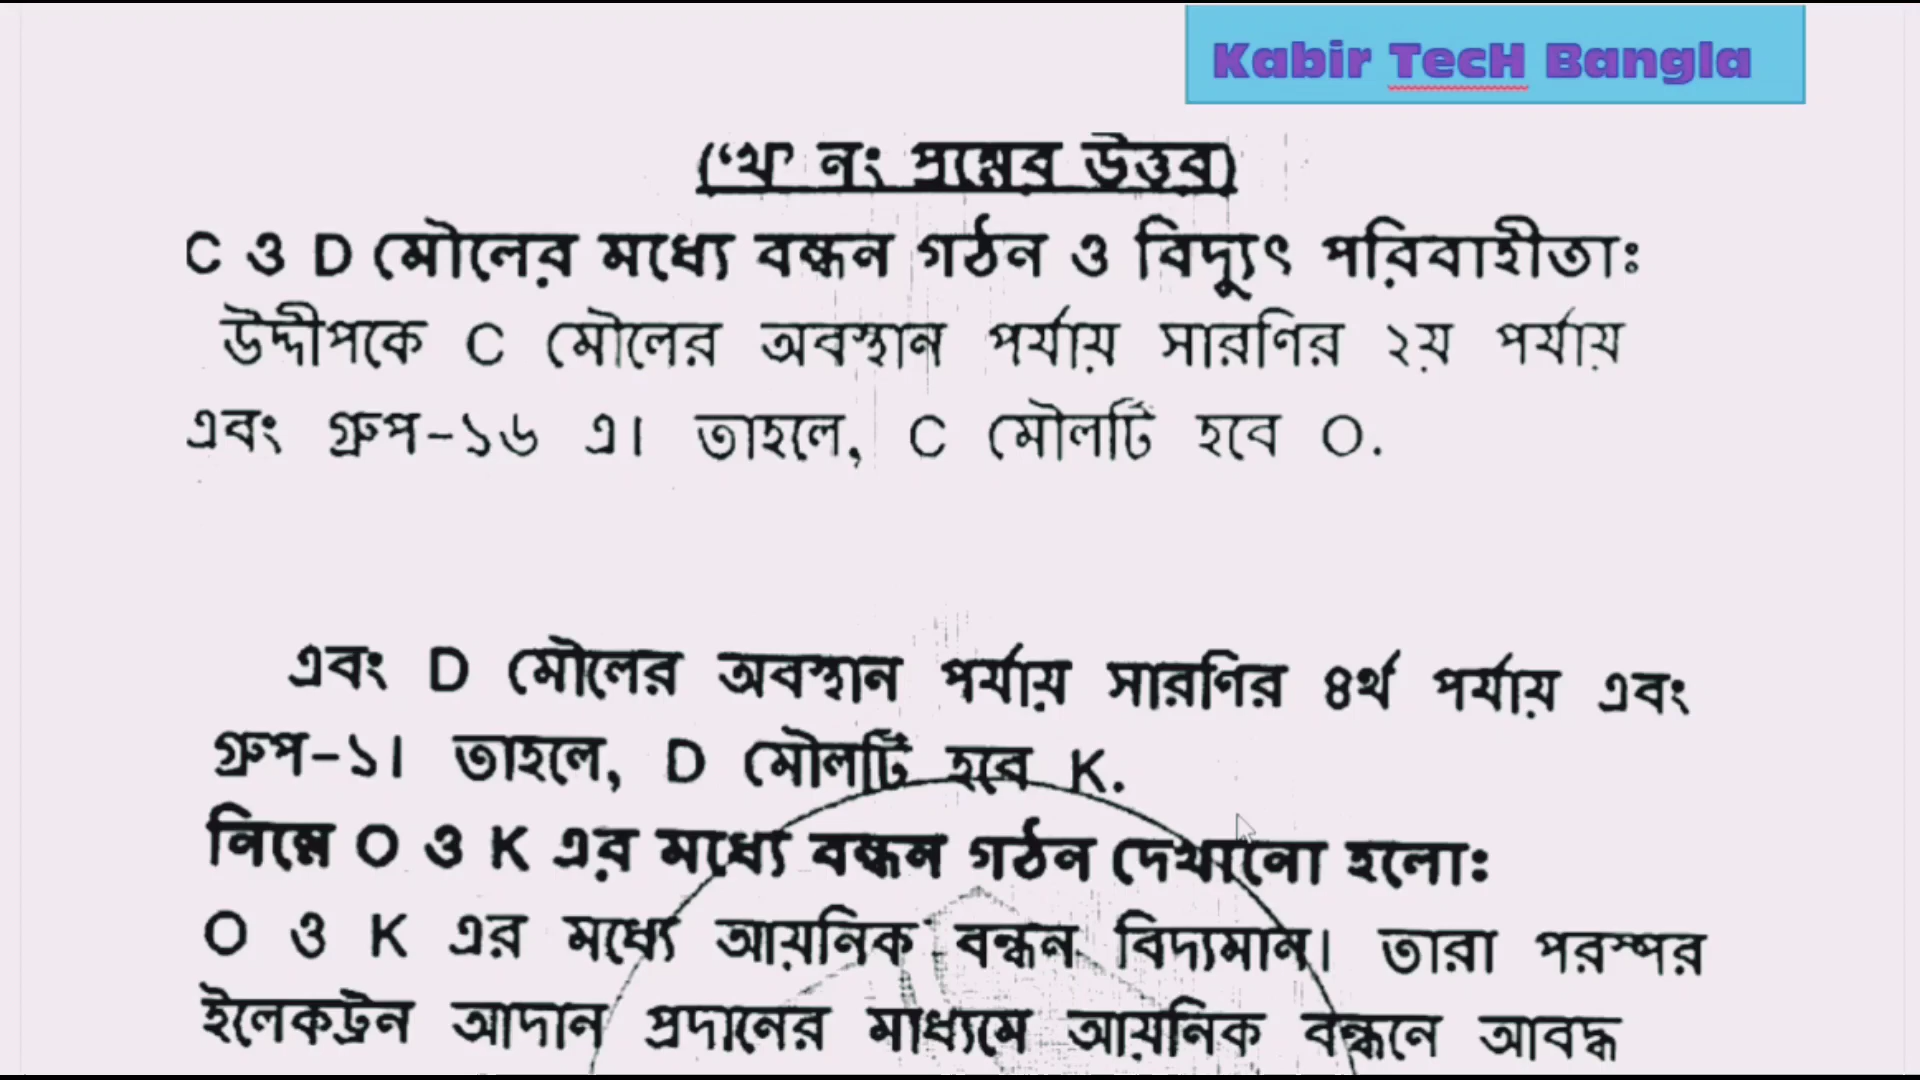 Kabir TecH Bangla
(‘খ’ নং প্রশ্নের উত্তর)
C ও D মৌলের মধ্যে বন্ধন গঠন ও বিদ্যুৎ পরিবাহীতাঃ
উদ্দীপকে C মৌলের অবস্থান পর্যায় সারণির ২য় পর্যায়
এবং গ্রুপ-১৬ এ। তাহলে, C মৌলটি হবে O.
এবং D মৌলের অবস্থান পর্যায় সারণির ৪র্থ পর্যায় এবং
গ্রুপ-১। তাহলে, D মৌলটি হবে K.
নিম্নে O ও K এর মধ্যে বন্ধন গঠন দেখানো হলোঃ
O ও K এর মধ্যে আয়নিক বন্ধন বিদ্যমান। তারা পরস্পর
ইলেকট্রন আদান প্রদানের মাধ্যমে আয়নিক বন্ধনে আবদ্ধ